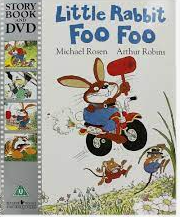 STORY
BOOK AND
DVD
Little Rabbit
Foo Foo
Michael Rosen Arthur Robins
U